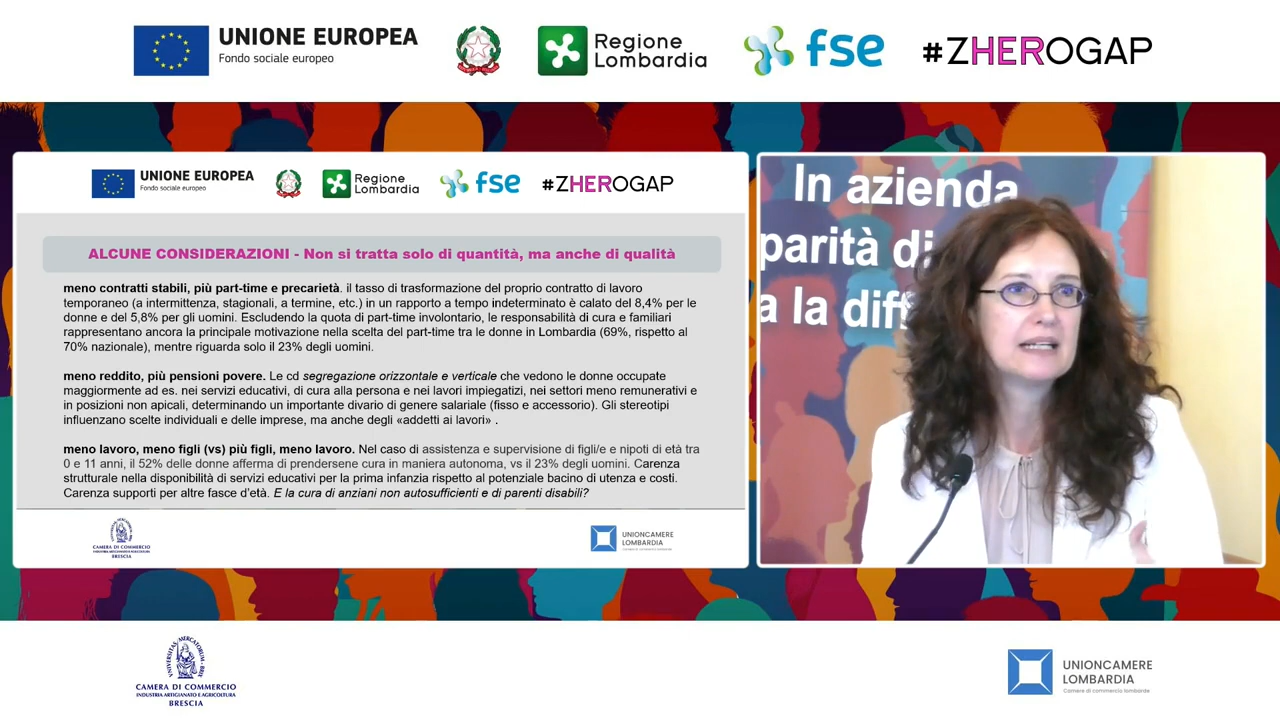 UNIONE EUROPEA
Fondo sociale europeo
Regione
Lombardia
fse
#ZHEROGAP
UNIONE EUROPEA
Fondo sociale europeo
Regione
Lombardia
fse
#ZHEROGAP
ALCUNE CONSIDERAZIONI - Non si tratta solo di quantità, ma anche di qualità
meno contratti stabili, più part-time e precarietà. il tasso di trasformazione del proprio contratto di lavoro
temporaneo (a intermittenza, stagionali, a termine, etc.) in un rapporto a tempo indeterminato è calato del 8,4% per le
donne e del 5,8% per gli uomini. Escludendo la quota di part-time involontario, le responsabilità di cura e familiari
rappresentano ancora la principale motivazione nella scelta del part-time tra le donne in Lombardia (69%, rispetto al
70% nazionale), mentre riguarda solo il 23% degli uomini.
meno reddito, più pensioni povere. Le cd segregazione orizzontale e verticale che vedono le donne occupate
maggiormente ad es. nei servizi educativi, di cura alla persona e nei lavori impiegatizi, nei settori meno remunerativi e
in posizioni non apicali, determinando un importante divario di genere salariale (fisso e accessorio). Gli stereotipi
influenzano scelte individuali e delle imprese, ma anche degli «addetti ai lavori» .
meno lavoro, meno figli (vs) più figli, meno lavoro. Nel caso di assistenza e supervisione di figli/e e nipoti di età tra
0 e 11 anni, il 52% delle donne afferma di prendersene cura in maniera autonoma, vs il 23% degli uomini. Carenza
strutturale nella disponibilità di servizi educativi per la prima infanzia rispetto al potenziale bacino di utenza e costi.
Carenza supporti per altre fasce d'età. E la cura di anziani non autosufficienti e di parenti disabili?
CAMERA DI COMMERCIO
INDUSTRIA ARTIGIANATO E AGRICOLTURA
BRESCIA
UNIONCAMERE
LOMBARDIA
In azienda
parità di
a la diff
CAMERA DI COMMERCIO
INDUSTRIA ARTIGIANATO E AGRICOLTURA
BRESCIA
UNIONCAMERE
LOMBARDIA
Camere di commercio lombarde